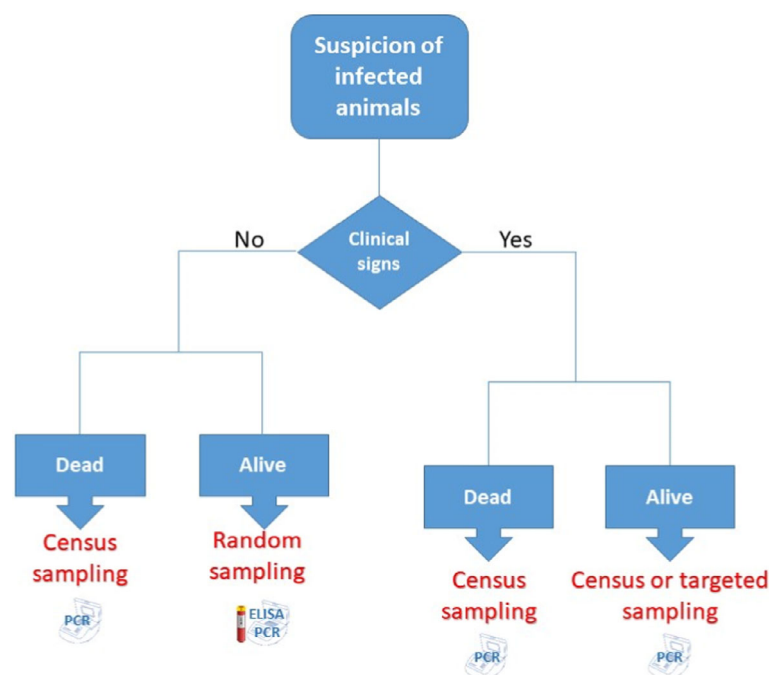 Suspicion of
infected
animals
Clinical
signs
No
Yes
Dead
Alive
Census
sampling
Random
sampling
PCR
ELISA
PCR
Dead
Alive
Census
sampling
Census or targeted
sampling
PCR
PCR